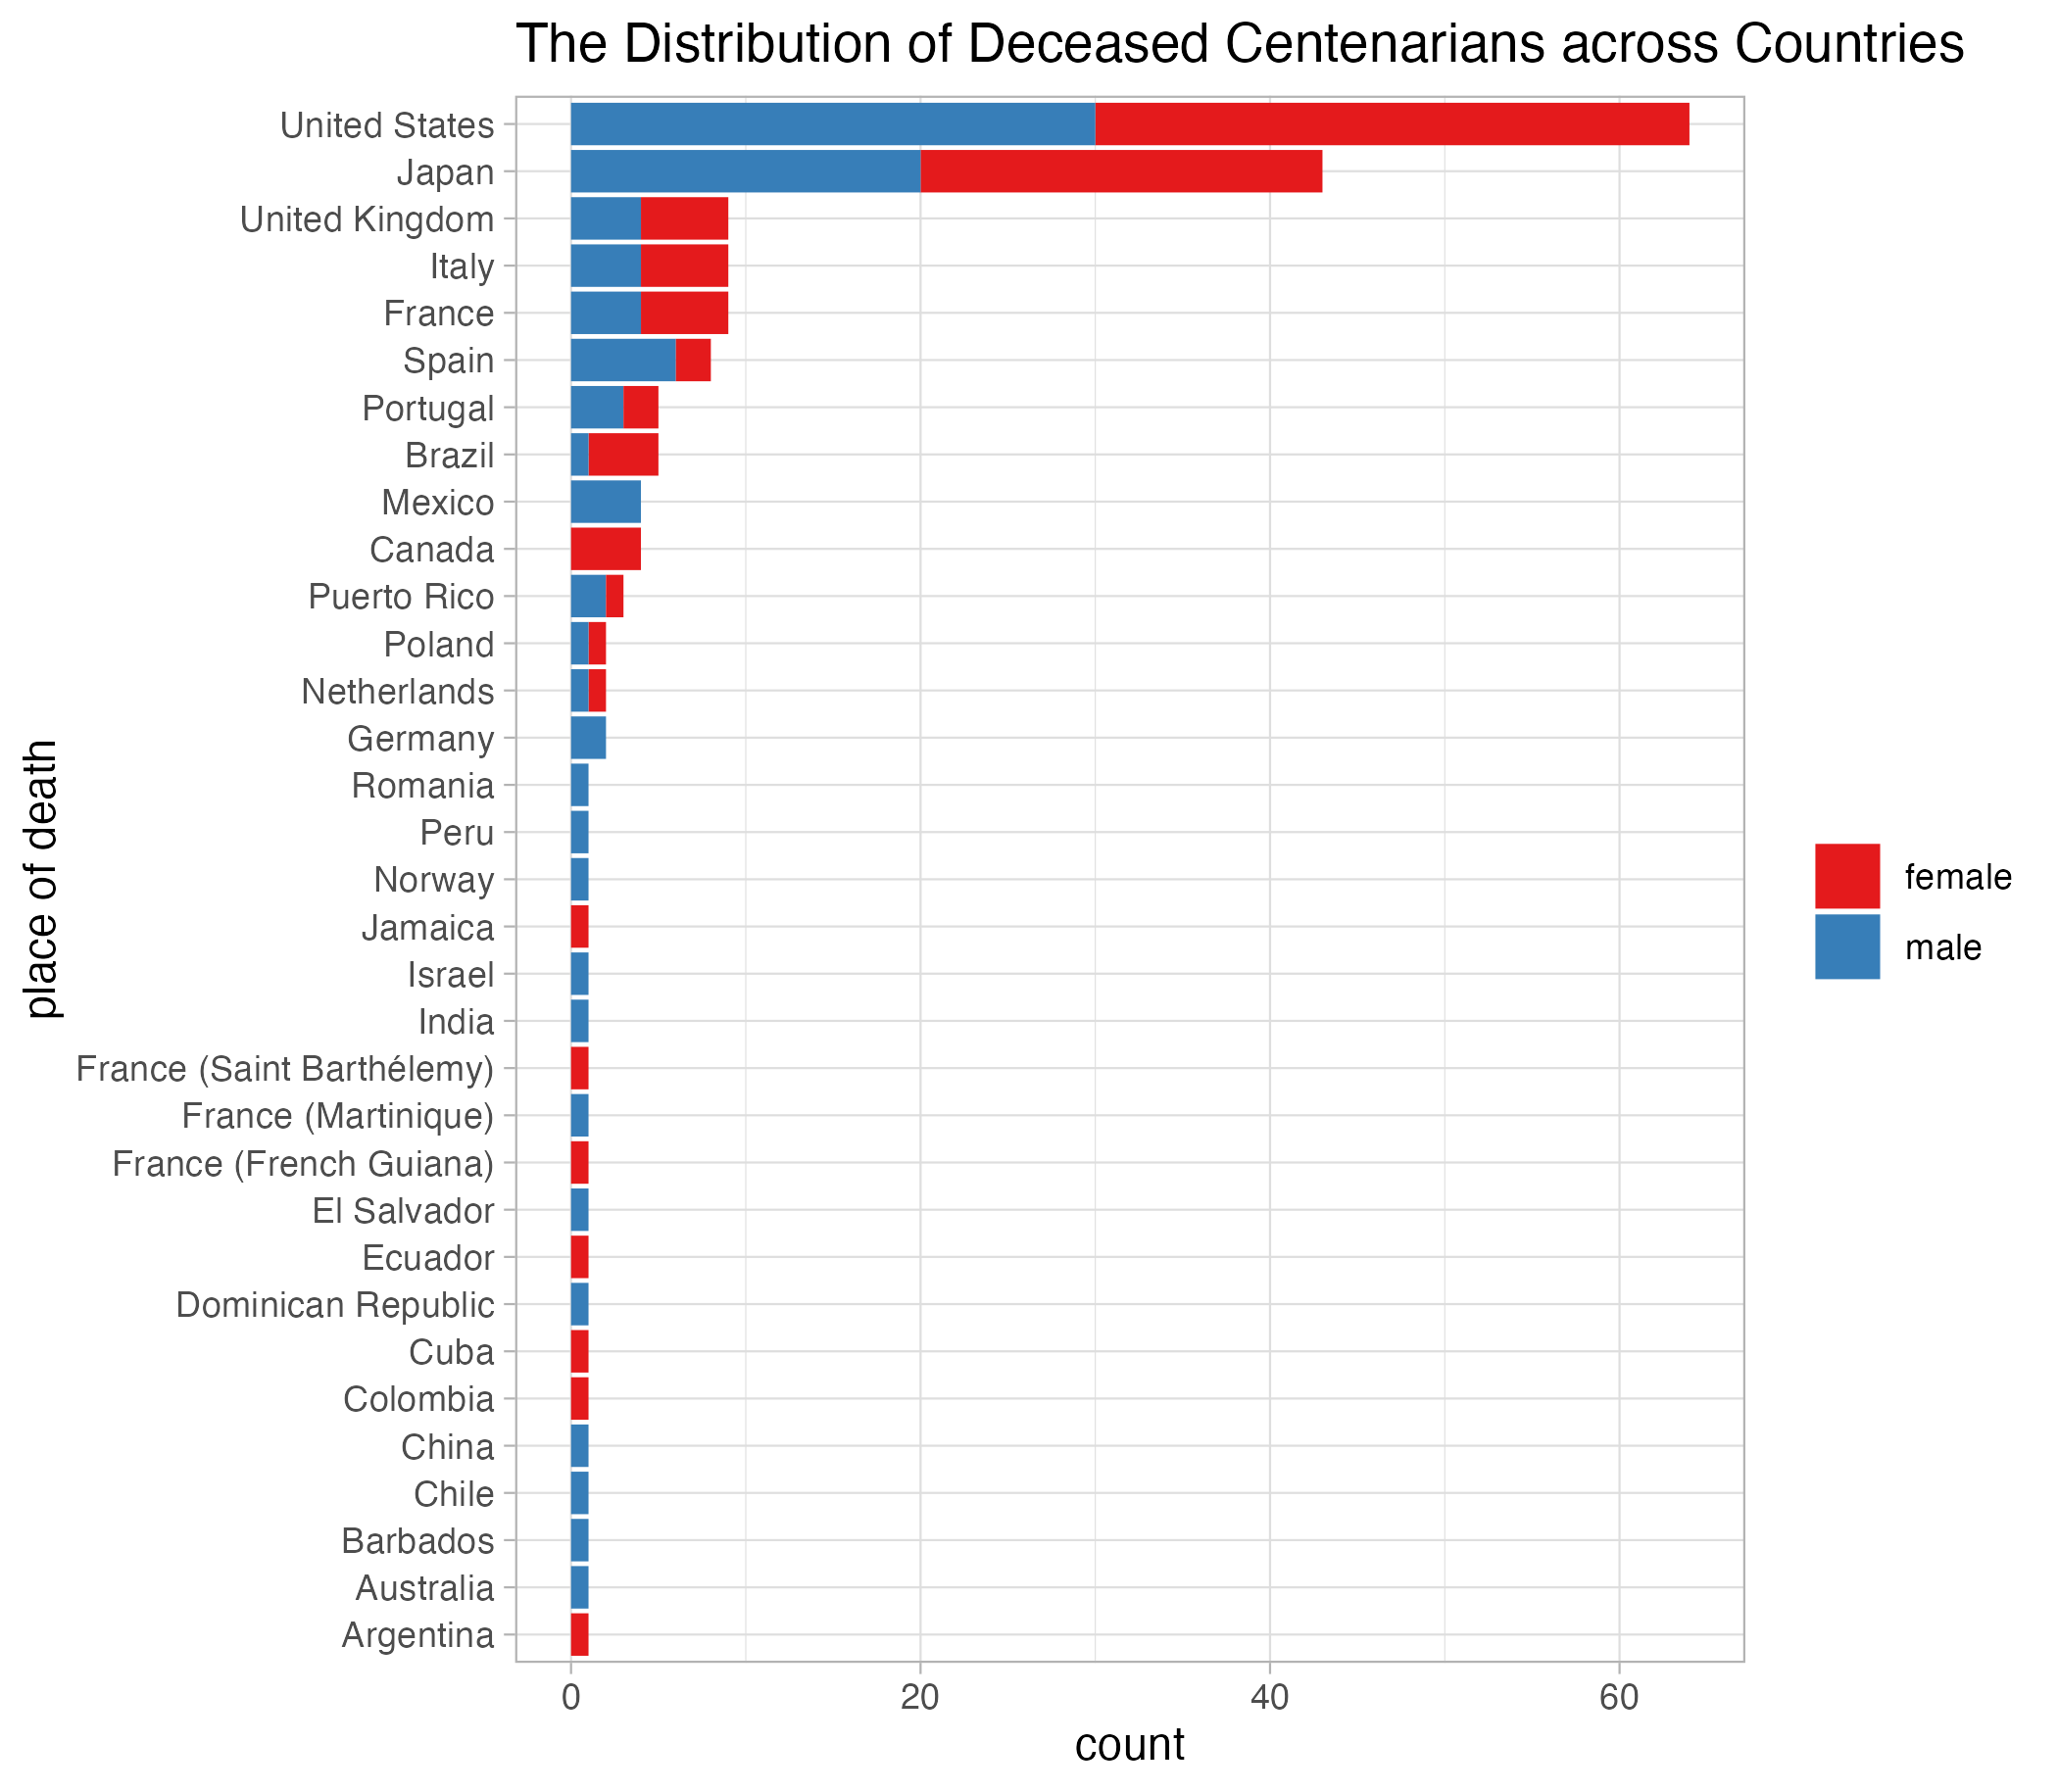 The Distribution of Deceased Centenarians across Countries
United States
Japan
United Kingdom
Italy
France
Spain
Portugal
Brazil
Mexico
Canada
Puerto Rico
Poland
Netherlands
Germany
Romania
Peru
Norway
Jamaica
Israel
India
France (Saint Barthélemy)
France (Martinique)
France (French Guiana)
El Salvador
Ecuador
Dominican Republic
Cuba
Colombia
China
Chile
Barbados
Australia
Argentina
place of death
0 20 40 60
count
female
male